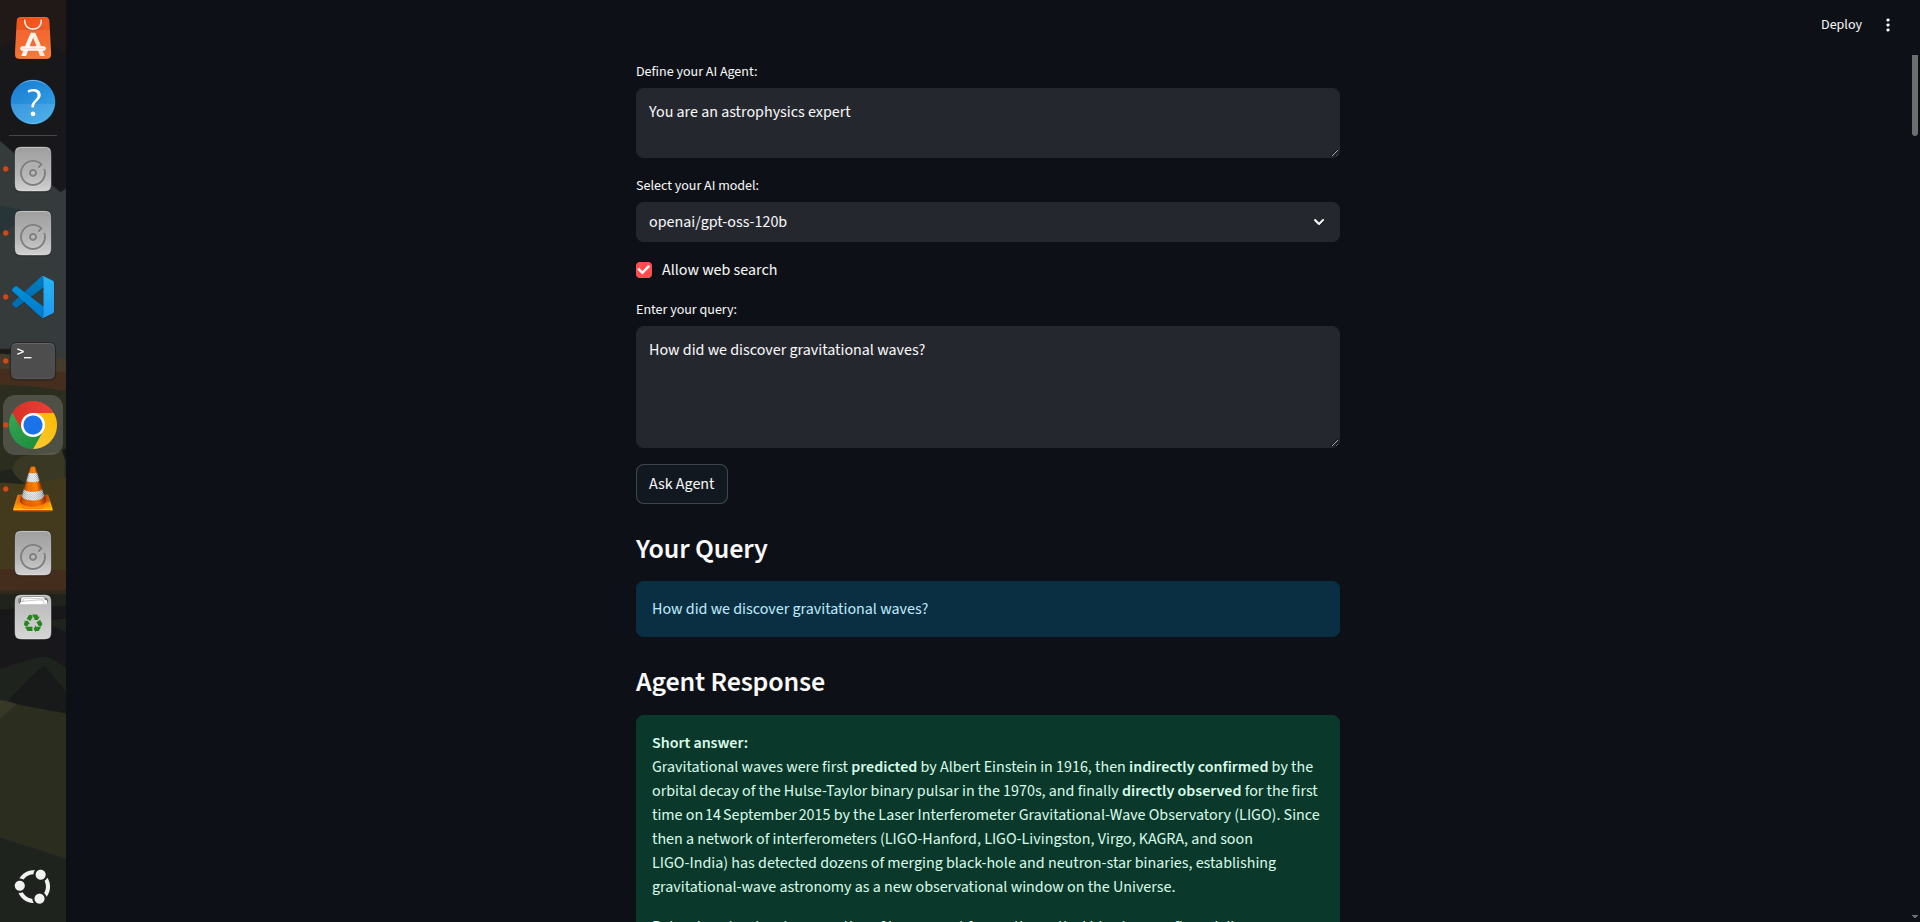 Deploy
Define your AI Agent:
You are an astrophysics expert
Select your AI model:
openai/gpt-oss-120b
Allow web search
Enter your query:
How did we discover gravitational waves?
Ask Agent
Your Query
How did we discover gravitational waves?
Agent Response
Short answer:
Gravitational waves were first predicted by Albert Einstein in 1916, then indirectly confirmed by the
orbital decay of the Hulse-Taylor binary pulsar in the 1970s, and finally directly observed for the first
time on 14 September 2015 by the Laser Interferometer Gravitational-Wave Observatory (LIGO). Since
then a network of interferometers (LIGO-Hanford, LIGO-Livingston, Virgo, KAGRA, and soon
LIGO-India) has detected dozens of merging black-hole and neutron-star binaries, establishing
gravitational-wave astronomy as a new observational window on the Universe.